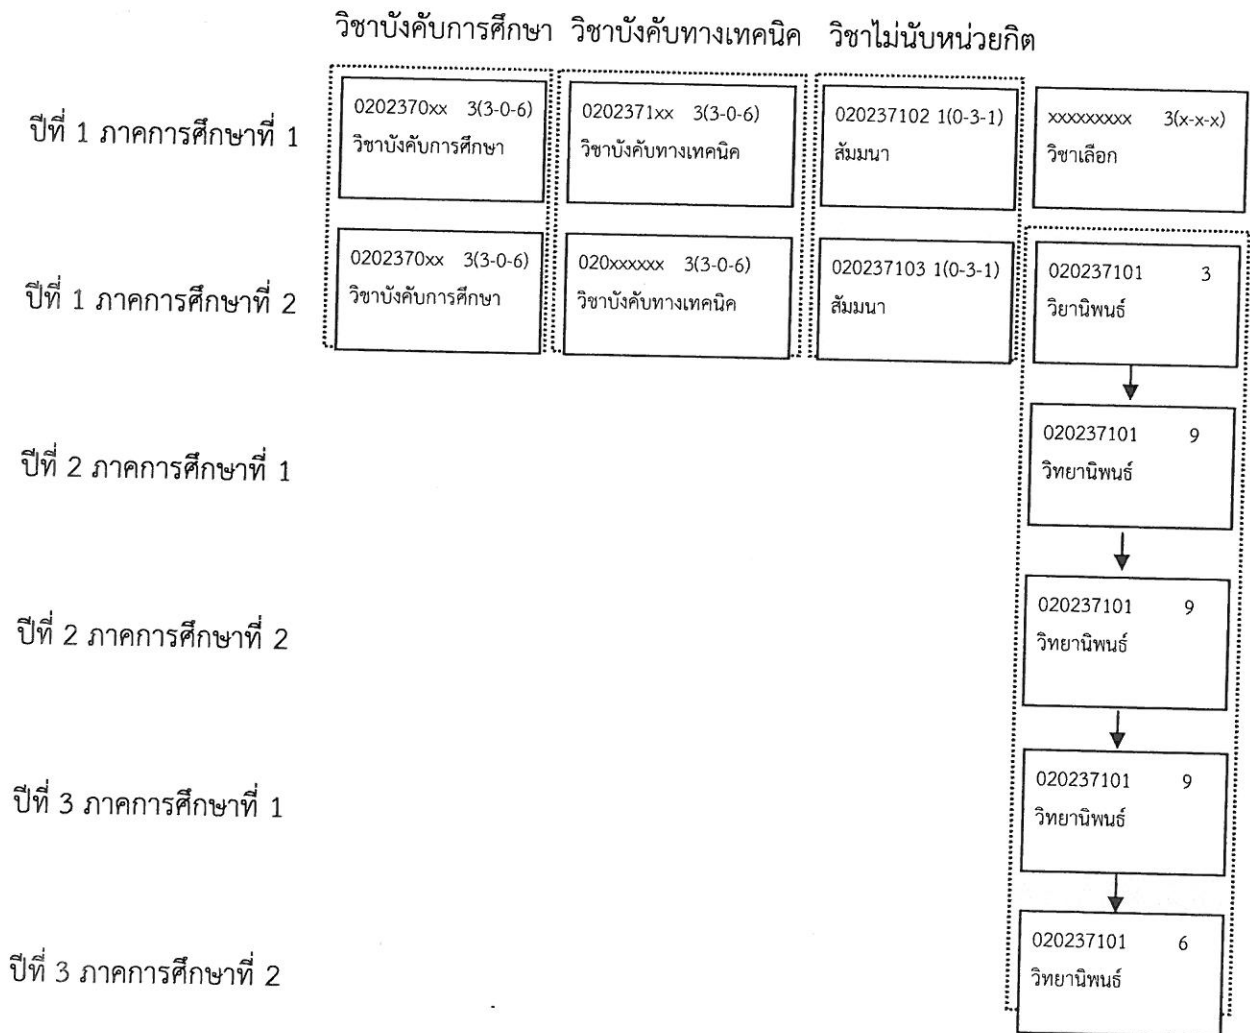 วิชาบังคับการศึกษา วิชาบังคับทางเทคนิค วิชาไม่นับหน่วยกิต
ปีที่ 1 ภาคการศึกษาที่ 1
0202370xx 3(3-0-6)
วิชาบังคับการศึกษา
0202371xx 3(3-0-6)
วิชาบังคับทางเทคนิค
020237102 1(0-3-1)
สัมมนา
xxxxxxxxx 3(x-x-x)
วิชาเลือก
ปีที่ 1 ภาคการศึกษาที่ 2
0202370xx 3(3-0-6)
วิชาบังคับการศึกษา
020xxxxxx 3(3-0-6)
วิชาบังคับทางเทคนิค
020237103 1(0-3-1)
สัมมนา
020237101 3
วิยานิพนธ์
ปีที่ 2 ภาคการศึกษาที่ 1
020237101 9
วิทยานิพนธ์
ปีที่ 2 ภาคการศึกษาที่ 2
020237101 9
วิทยานิพนธ์
ปีที่ 3 ภาคการศึกษาที่ 1
020237101 9
วิทยานิพนธ์
ปีที่ 3 ภาคการศึกษาที่ 2
020237101 6
วิทยานิพนธ์